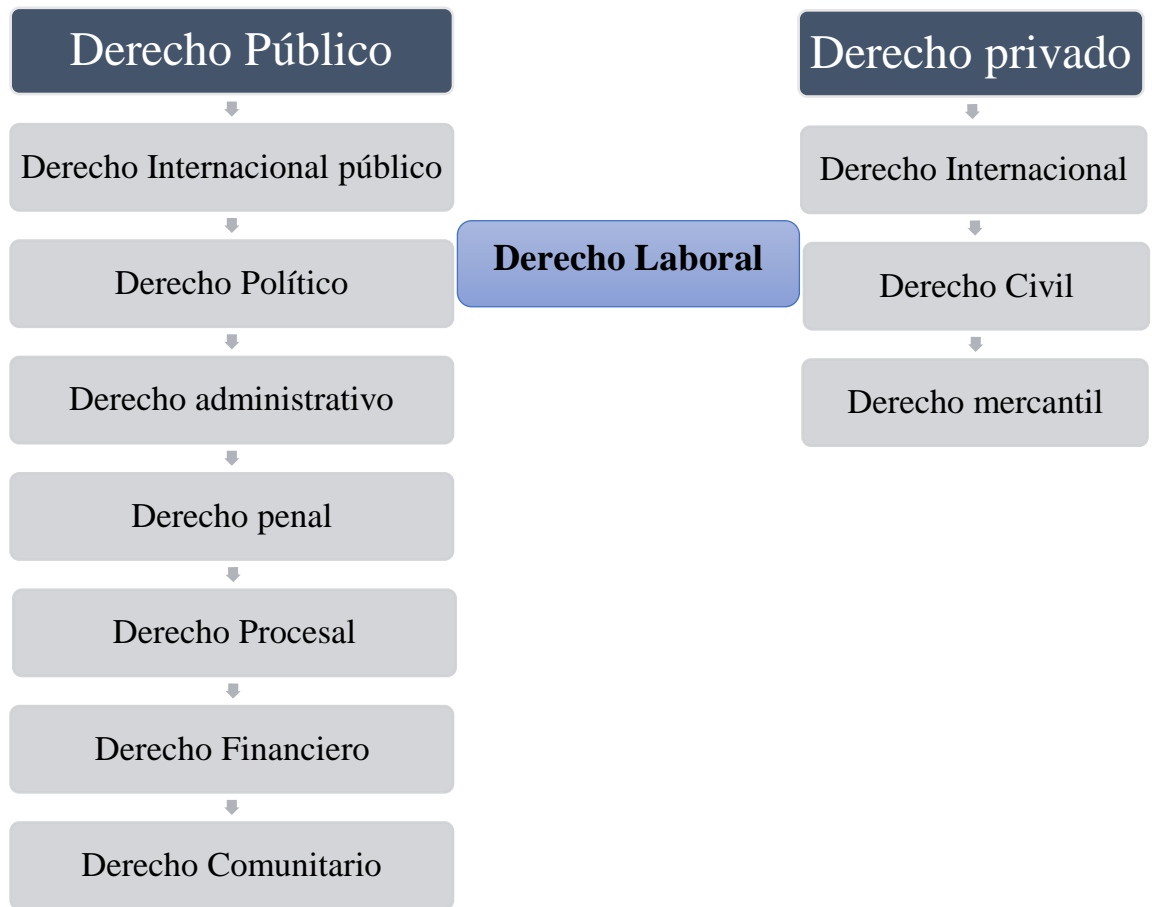 Derecho Público
Derecho Internacional público
Derecho Político
Derecho administrativo
Derecho penal
Derecho Procesal
Derecho Financiero
Derecho Comunitario
Derecho Laboral
Derecho privado
Derecho Internacional
Derecho Civil
Derecho mercantil